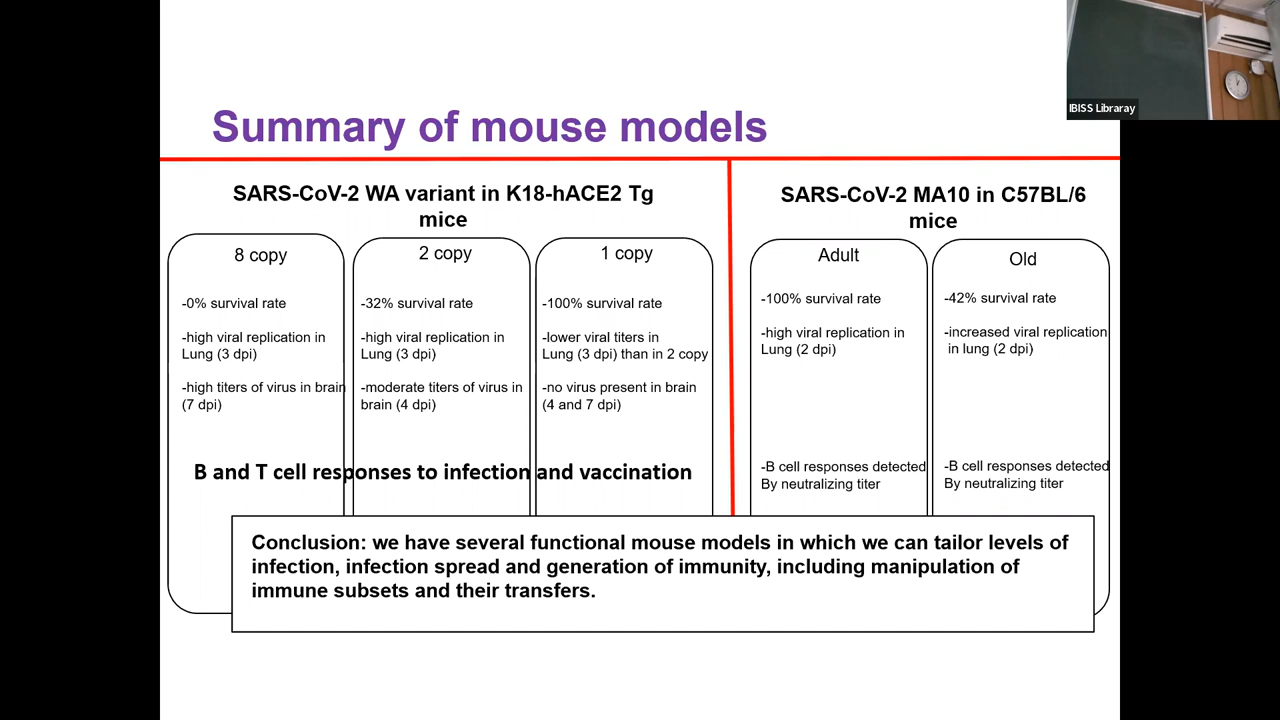 IBISS Libraray
Summary of mouse models
SARS-CoV-2 WA variant in K18-hACE2 Tg
mice
8 copy
-0% survival rate
-high viral replication in
Lung (3 dpi)
-high titers of virus in brain
(7 dpi)
2 copy
-32% survival rate
-high viral replication in
Lung (3 dpi)
-moderate titers of virus in
brain (4 dpi)
1 copy
-100% survival rate
-lower viral titers in
Lung (3 dpi) than in 2 copy
-no virus present in brain
(4 and 7 dpi)
B and T cell responses to infection and vaccination
SARS-CoV-2 MA10 in C57BL/6
mice
Adult
-100% survival rate
-high viral replication in
Lung (2 dpi)
-B cell responses detected
By neutralizing titer
Old
-42% survival rate
-increased viral replication
in lung (2 dpi)
-B cell responses detected
By neutralizing titer
Conclusion: we have several functional mouse models in which we can tailor levels of
infection, infection spread and generation of immunity, including manipulation of
immune subsets and their transfers.